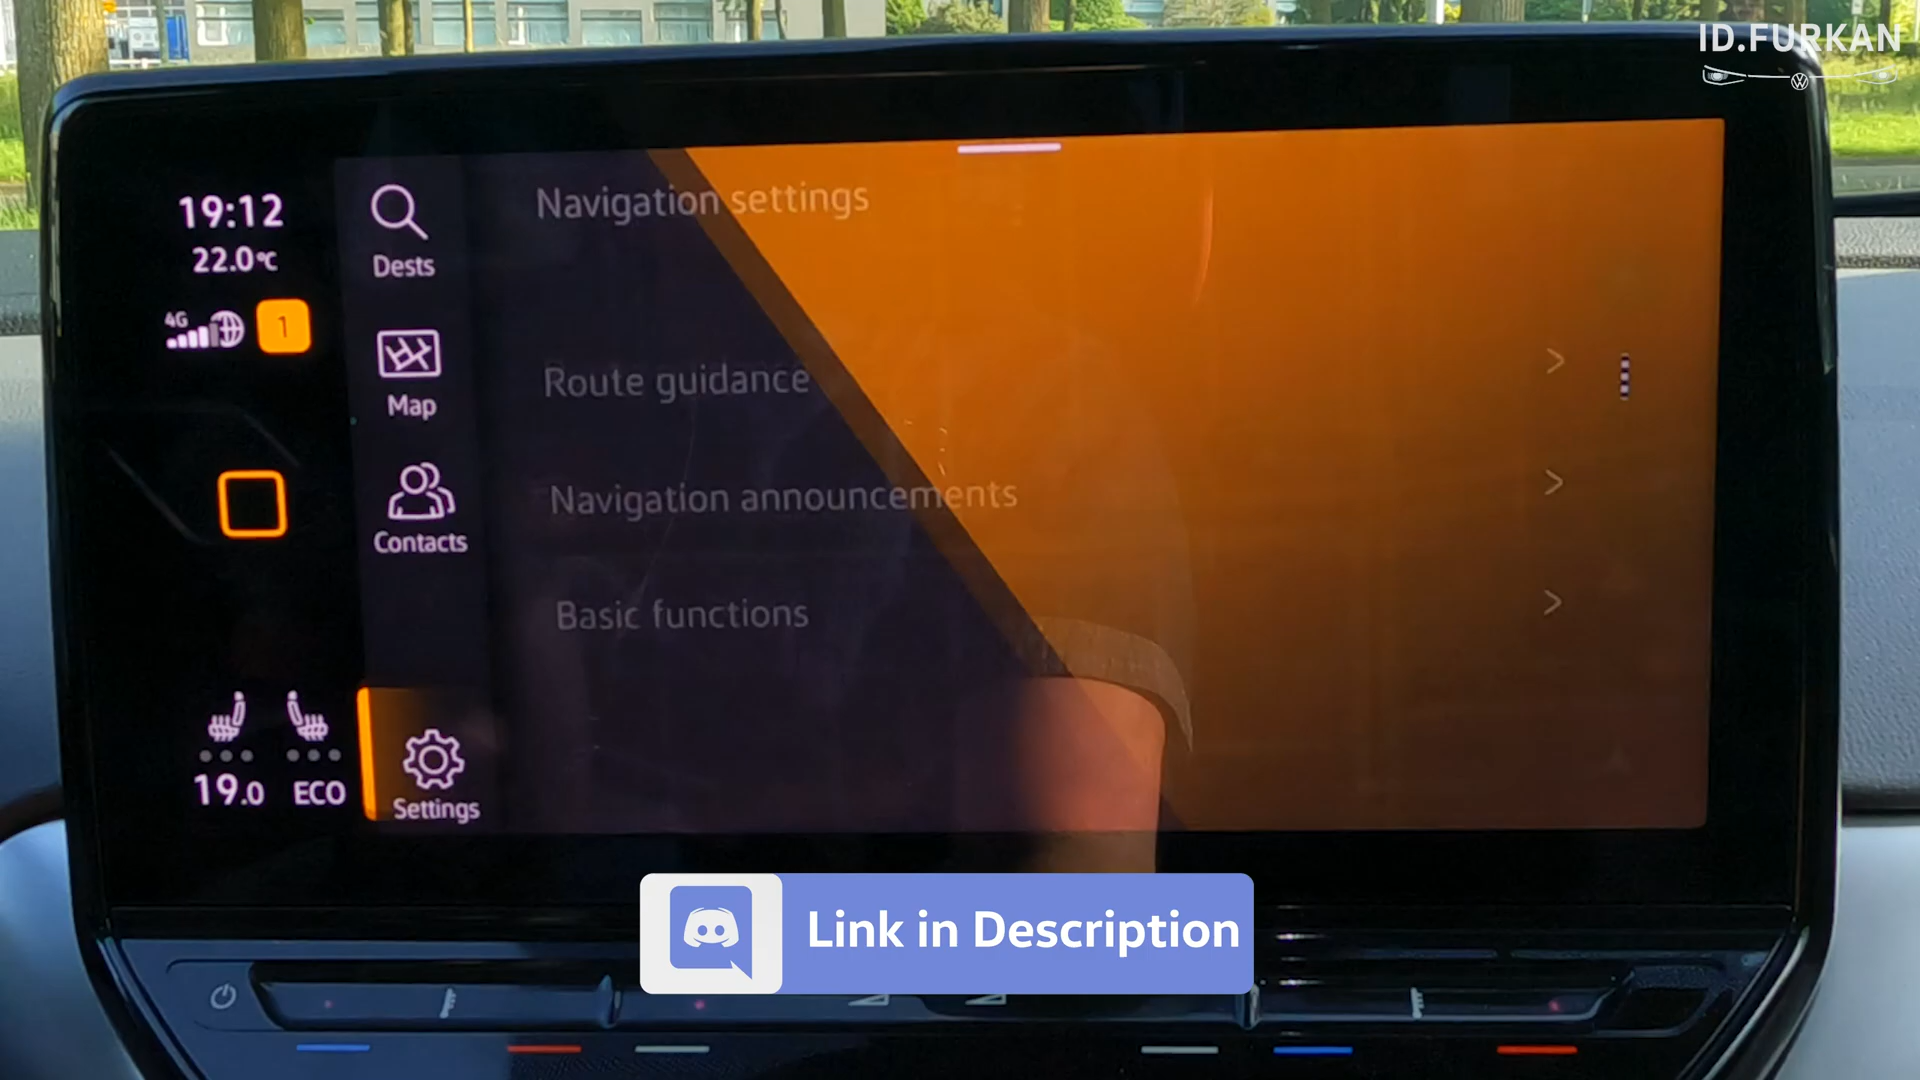 ID.FURKAN
19:12
22.0°C
4G
1
Dests
Map
Contacts
Settings
19.0 ECO
Navigation settings
Route guidance
Navigation announcements
Basic functions
Link in Description